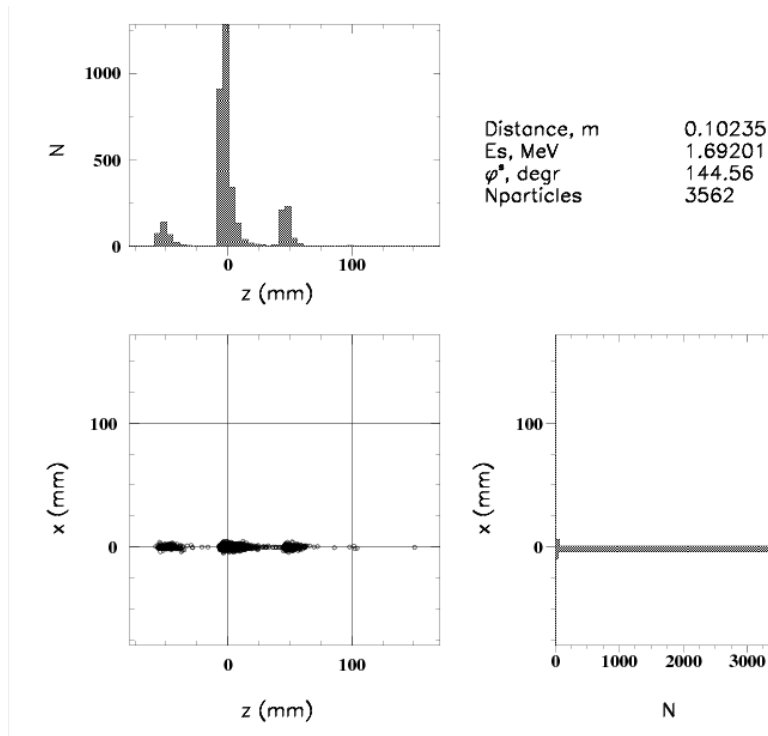 1000
500
0
N
0
100
z (mm)
Distance, m 0.10235
Es, MeV 1.69201
φˢ, degr 144.56
Nparticles 3562
100
0
x (mm)
0
100
z (mm)
100
0
x (mm)
0
1000
2000
3000
N